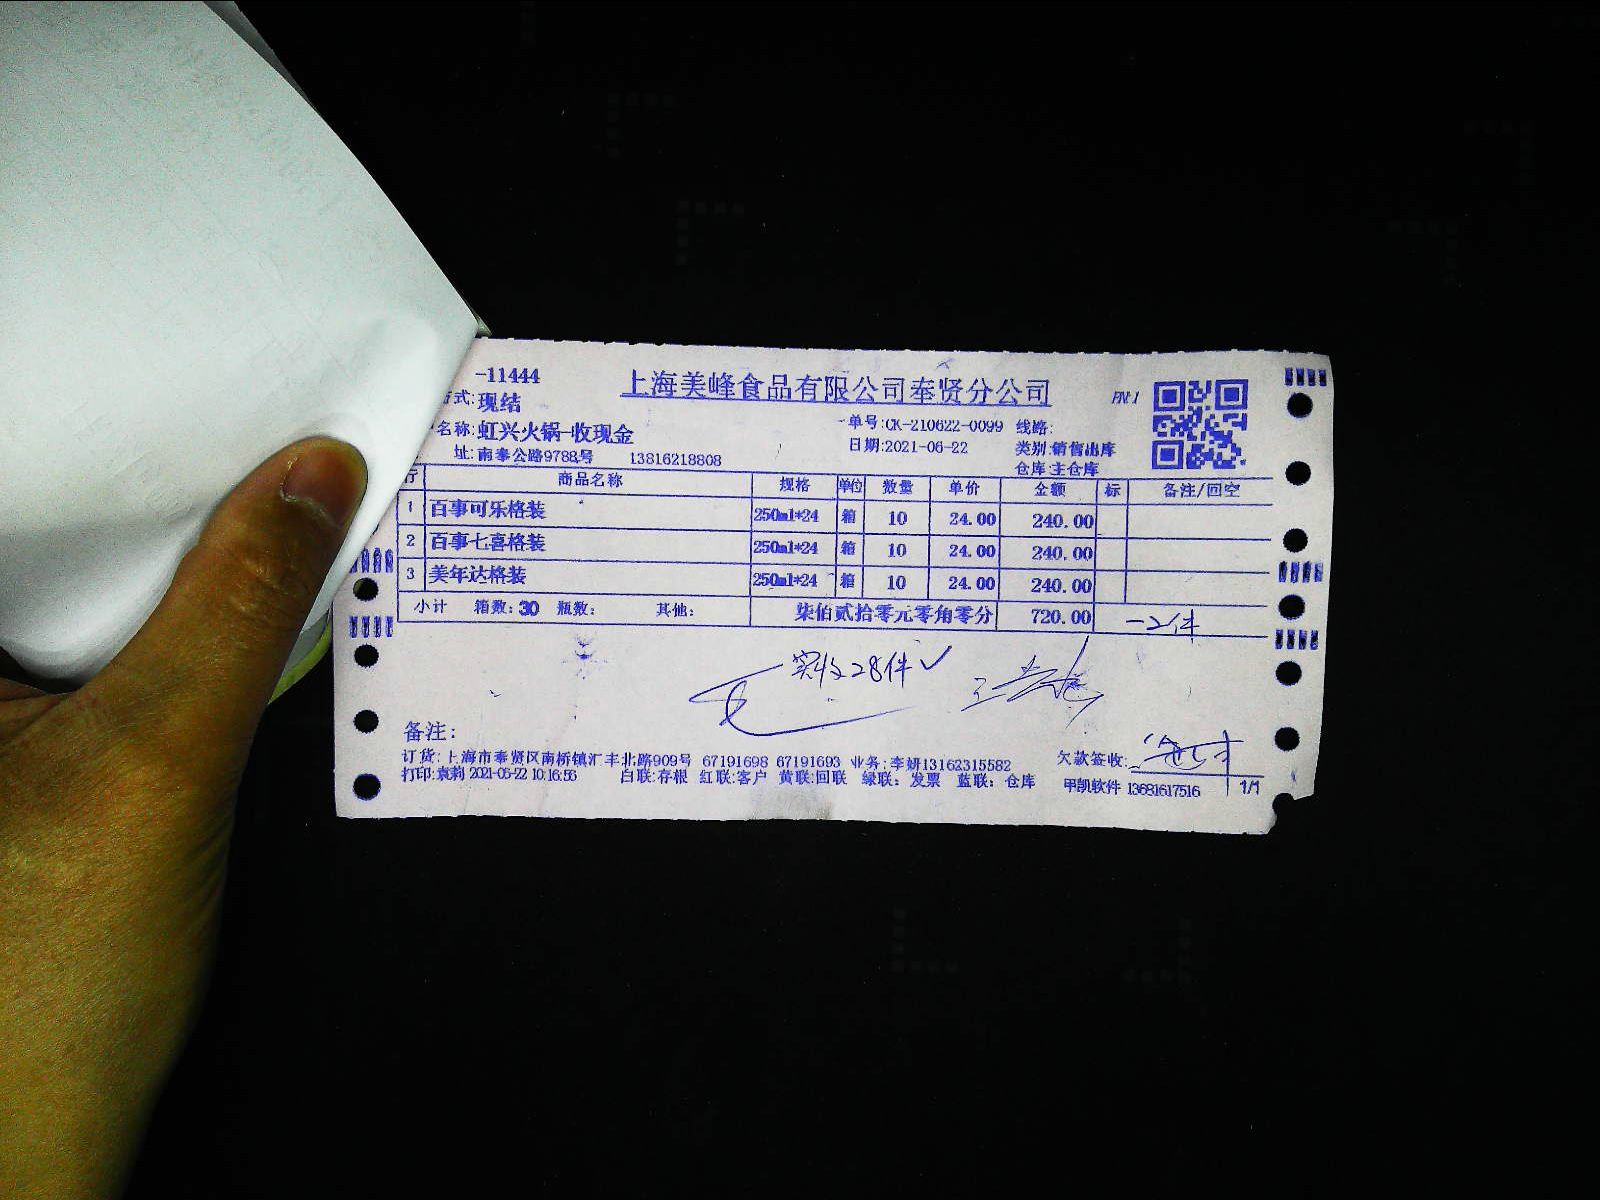 -11444 上海美峰食品有限公司奉贤分公司 PN:1
式:现结
名称:虹兴火锅-收现金 单号:CK-210622-0099 线路:
址:南奉公路9788号 13816218808 日期:2021-06-22 类别:销售出库
仓库:主仓库
行 商品名称 规格 单位 数量 单价 金额 标 备注/回空
1 百事可乐格装 250ml*24 箱 10 24.00 240.00
2 百事七喜格装 250ml*24 箱 10 24.00 240.00
3 美年达格装 250ml*24 箱 10 24.00 240.00
小计 箱数:30 瓶数: 其他: 柒佰贰拾零元零角零分 720.00 -2件
实收28件✓
备注:
订货:上海市奉贤区南桥镇汇丰北路909号 67191698 67191693 业务:李妍13162315582 欠款签收:
打印:袁莉 2021-06-22 10:16:56 白联:存根 红联:客户 黄联:回联 绿联:发票 蓝联:仓库 甲凯软件 13681617516 1/1